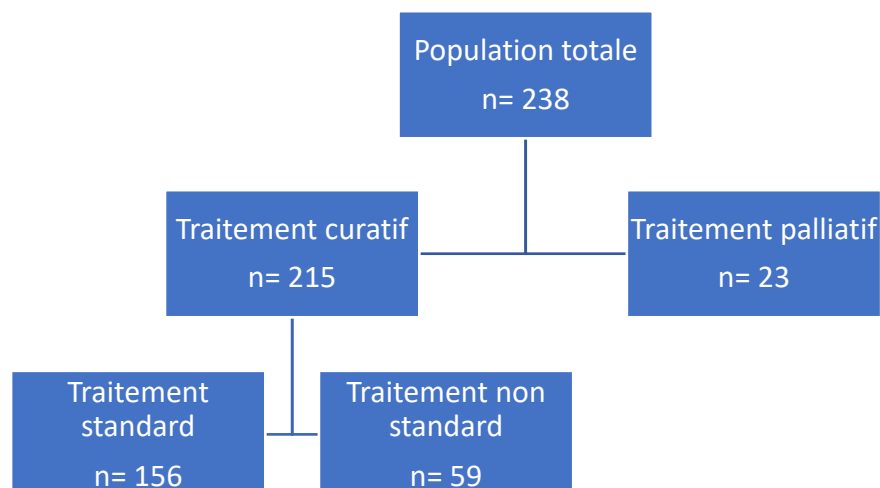 Population totale
n= 238
Traitement curatif
n= 215
Traitement palliatif
n= 23
Traitement
standard
n= 156
Traitement non
standard
n= 59